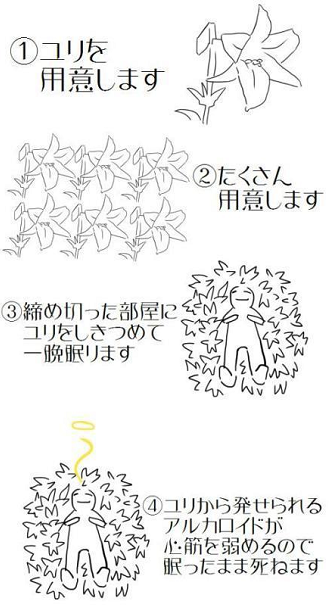 ①ユリを
用意します
②たくさん
用意します
③締め切った部屋に
ユリをしきつめて
一晩眠ります
④ユリから発せられる
アルカロイドが
心筋を弱めるので
眠ったまま死ねます